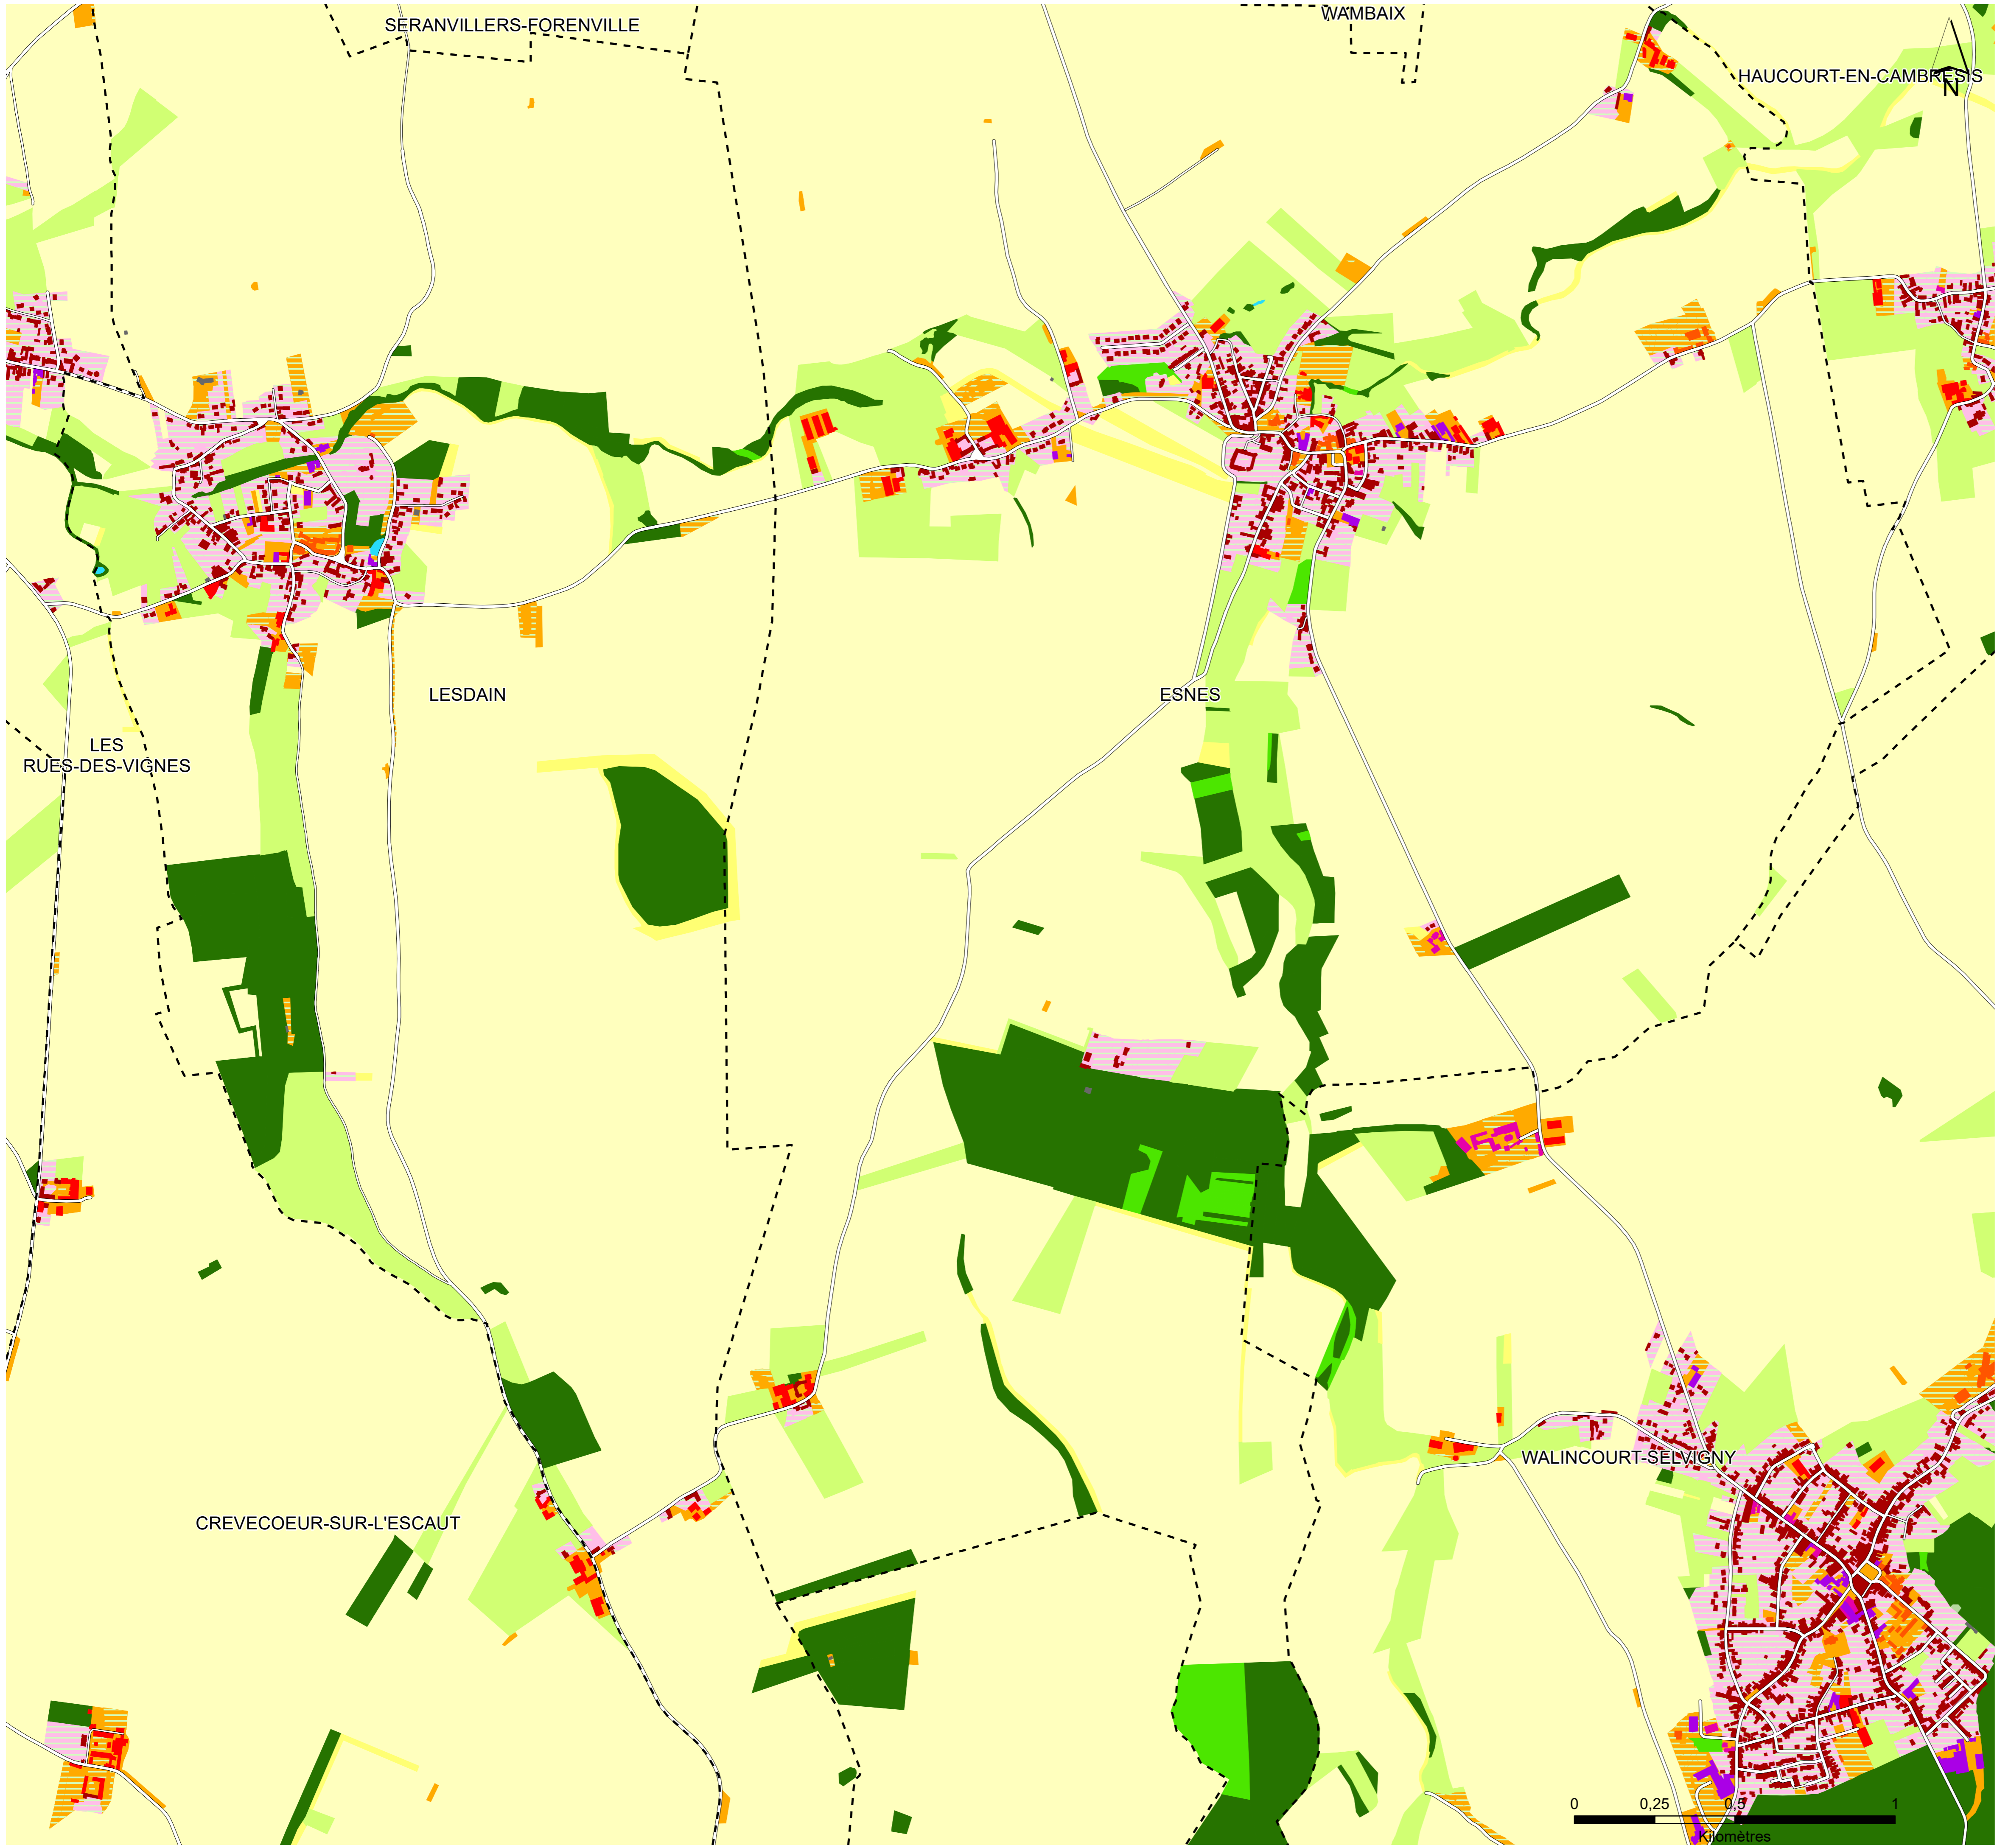 SERANVILLERS-FORENVILLE
WAMBAIX
HAUCOURT-EN-CAMBRESIS
N
LESDAIN
ESNES
LES
RUES-DES-VIGNES
WALINCOURT-SELVIGNY
CREVECOEUR-SUR-L'ESCAUT
0 0,25 0,5 1
Kilomètres